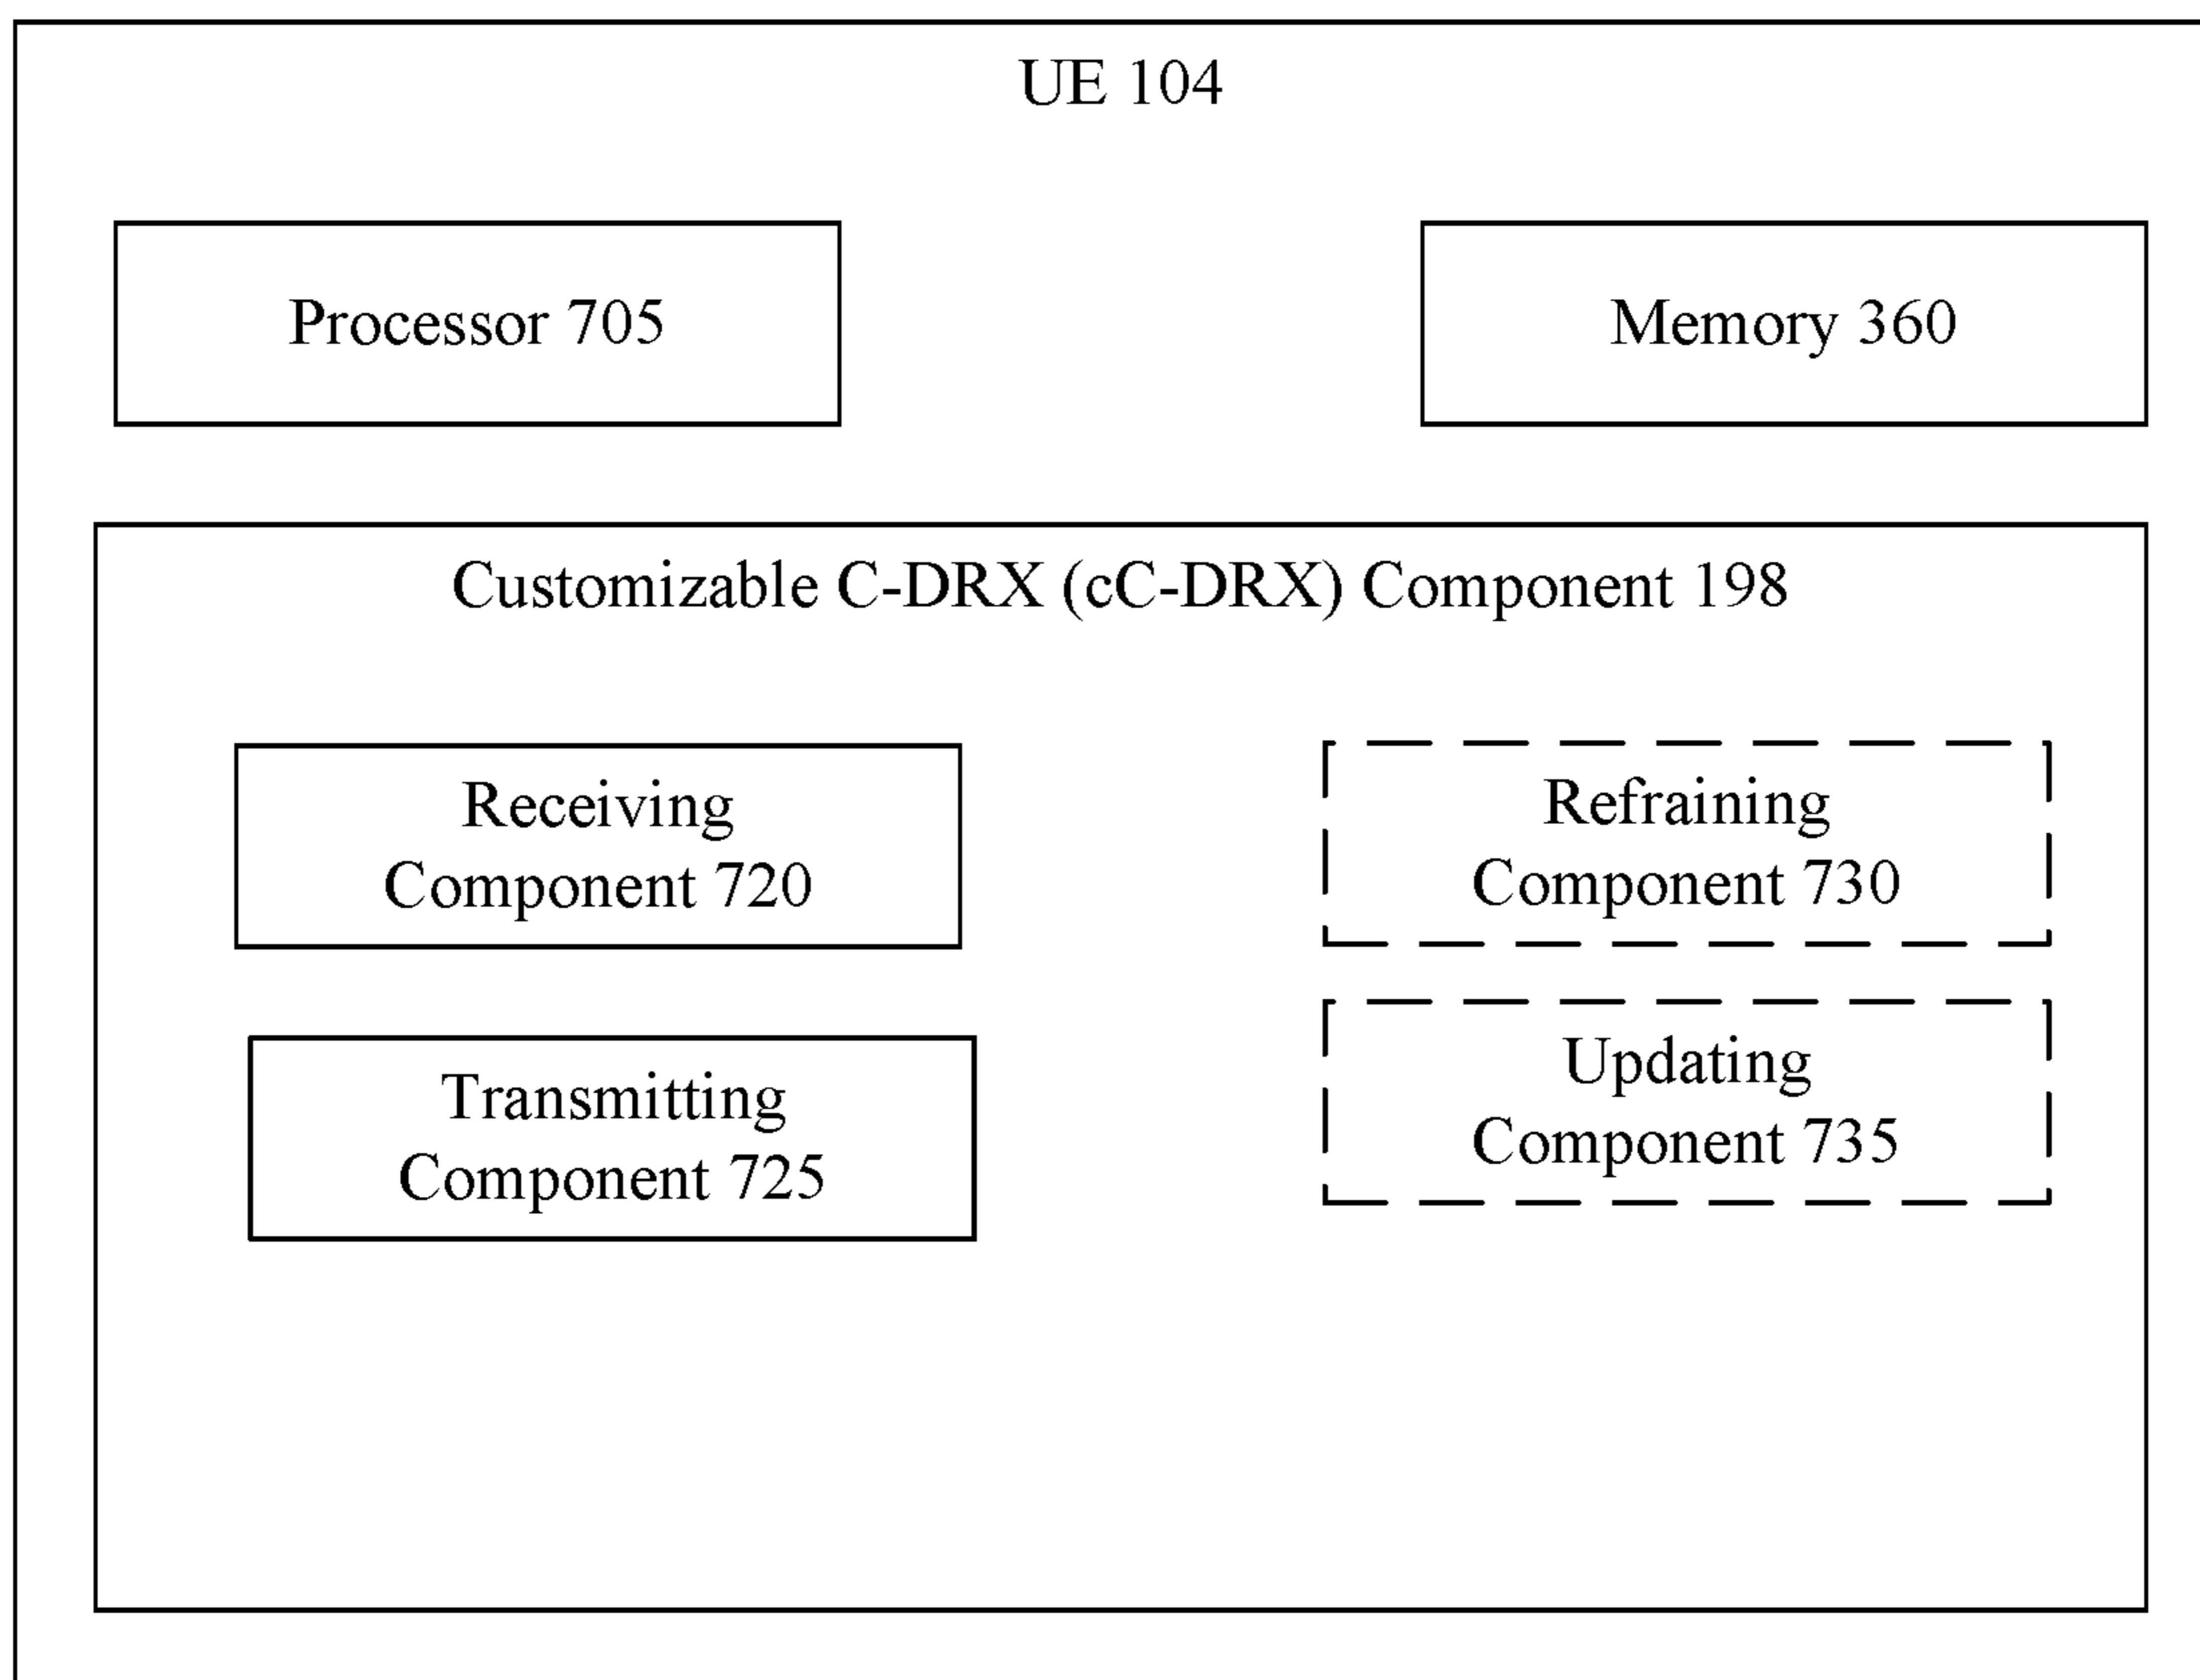 UE 104
Processor 705
Memory 360
Customizable C-DRX (cC-DRX) Component 198
Receiving
Component 720
Refraining
Component 730
Transmitting
Component 725
Updating
Component 735